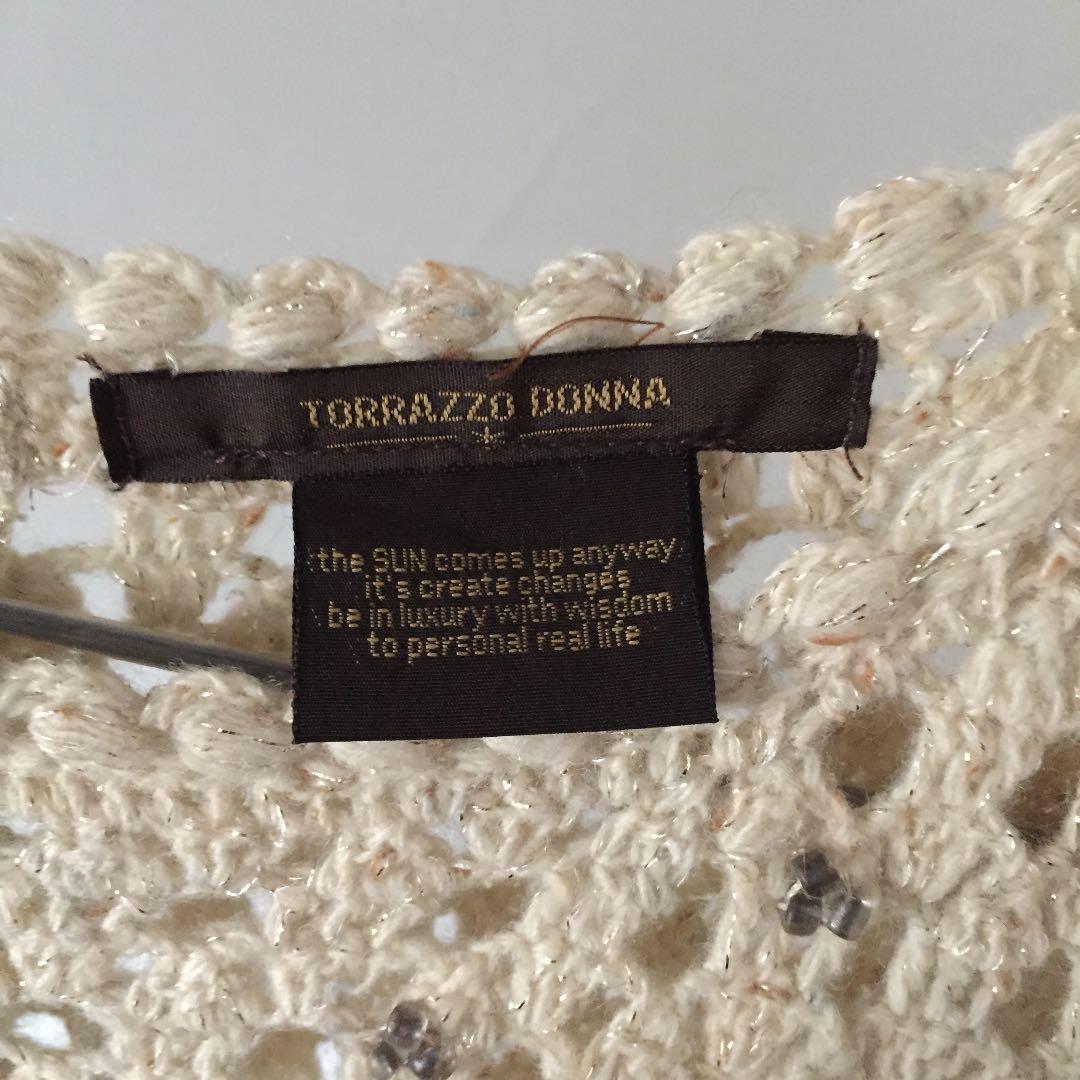 TORRAZZO DONNA
the SUN comes up anyway
it's create changes
be in luxury with wisdom
to personal real life